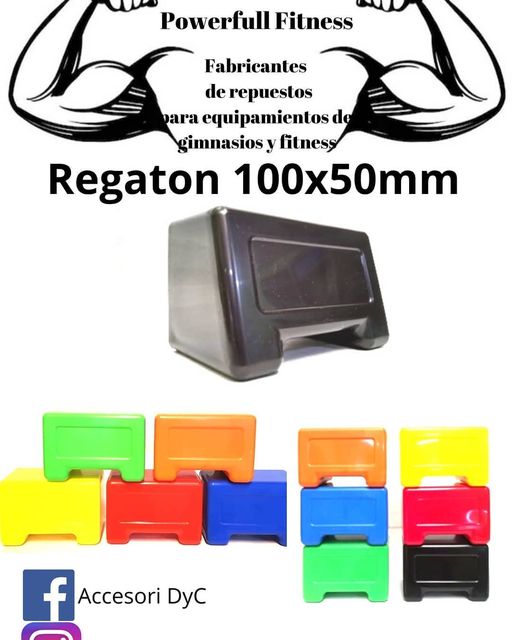 Powerfull Fitness
Fabricantes
de repuestos
para equipamientos de
gimnasios y fitness
Regaton 100x50mm
Accesori DyC